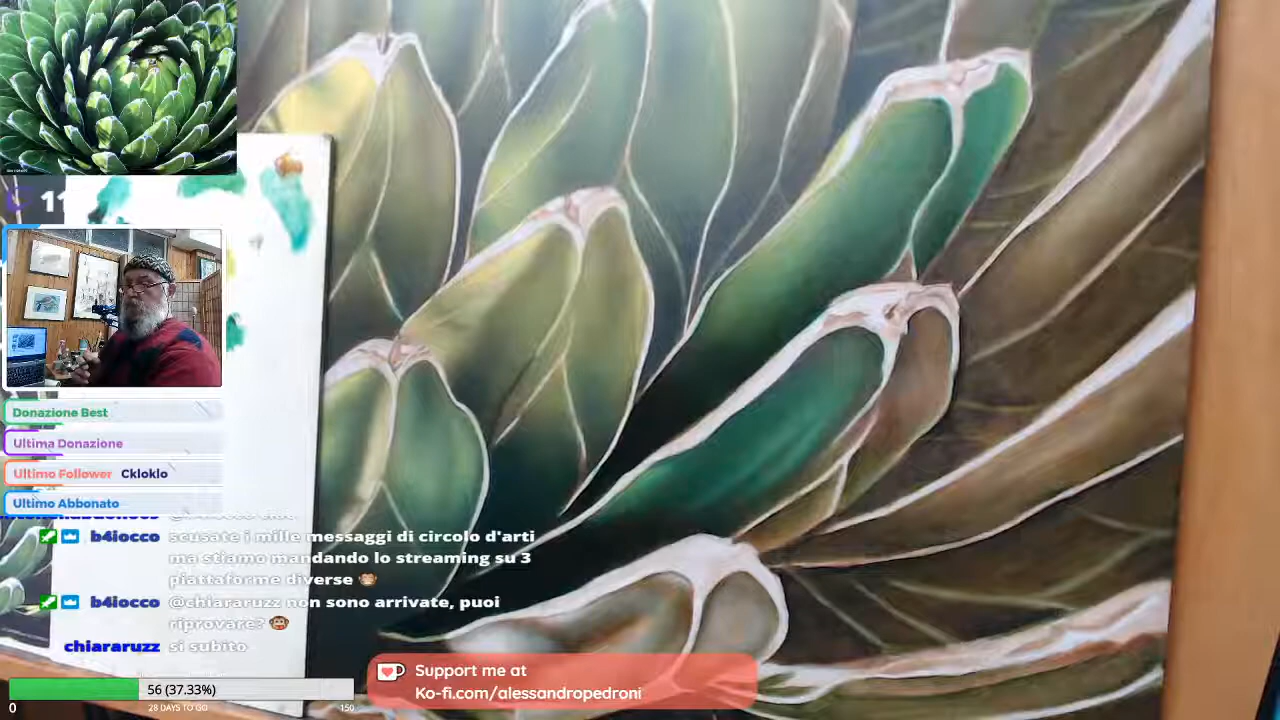 11
Donazione Best
Ultima Donazione
Ultimo Follower Ckloklo
Ultimo Abbonato
b4iocco scusate i mille messaggi di circolo d'arti
ma stiamo mandando lo streaming su 3
piattaforme diverse
b4iocco @chiararuzz non sono arrivate, puoi
riprovare?
chiararuzz si subito
56 (37.33%)
0 28 DAYS TO GO 150
Support me at
Ko-fi.com/alessandropedroni